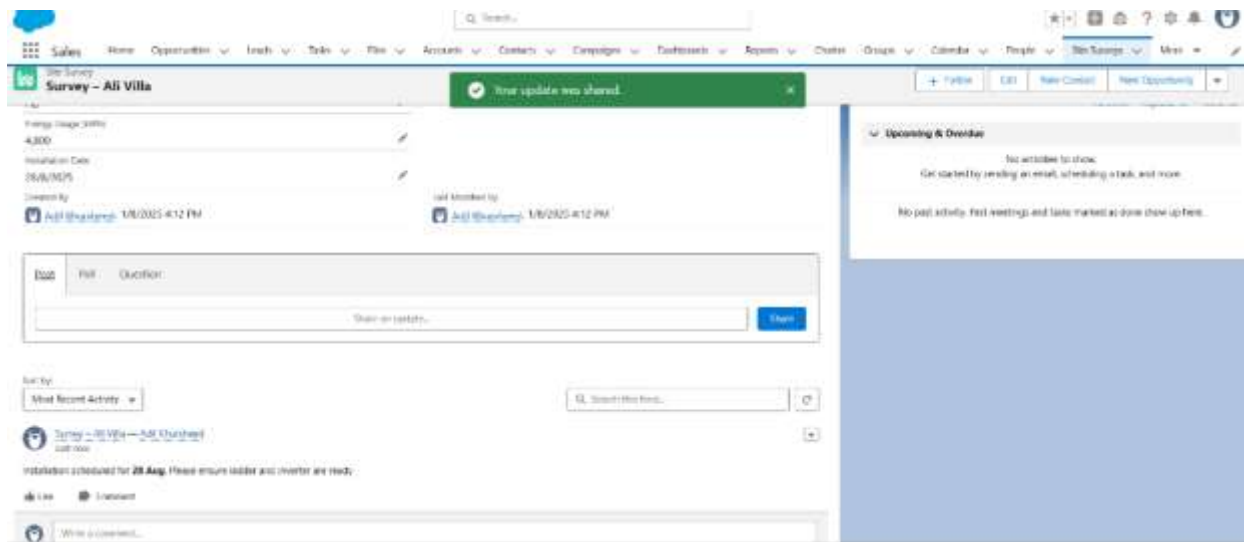 Search...
Sales Home Opportunities Leads Tasks Files Accounts Contacts Campaigns Dashboards Reports Chatter Groups Calendar People Site Surveys More
Site Survey
Survey – Ali Villa
Your update was shared.
+ Follow Edit New Contact New Opportunity
Energy Usage (kWh)
4,800
Installation Date
28/8/2025
Created By
1/8/2025 4:12 PM
Last Modified By
1/8/2025 4:12 PM
Upcoming & Overdue
No activities to show.
Get started by sending an email, scheduling a task, and more.
No past activity. Past meetings and tasks marked as done show up here.
Post Poll Question
Share an update...
Share
Sort by:
Most Recent Activity
Search this feed...
Survey – Ali Villa — Adil Khursheed
Just now
Installation scheduled for 28 Aug. Please ensure ladder and inverter are ready
Like Comment
Write a comment...